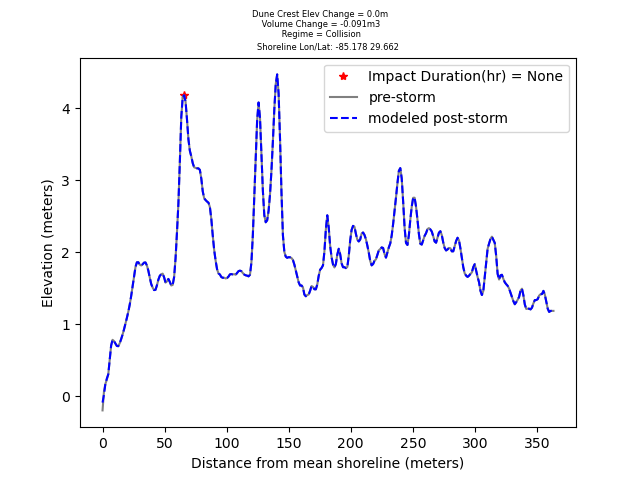 Dune Crest Elev Change = 0.0m
Volume Change = -0.091m3
Regime = Collision
Shoreline Lon/Lat: -85.178 29.662
Impact Duration(hr) = None
pre-storm
modeled post-storm
Elevation (meters)
4
3
2
1
0
0 50 100 150 200 250 300 350
Distance from mean shoreline (meters)